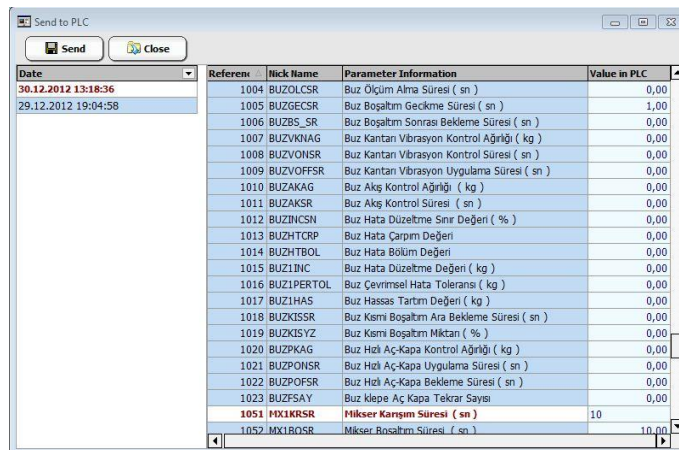 Send to PLC
Send Close
Date
30.12.2012 13:18:36
29.12.2012 19:04:58
Referenc Nick Name Parameter Information Value in PLC
1004 BUZOLCSR Buz Ölçüm Alma Süresi ( sn ) 0,00
1005 BUZGECSR Buz Boşaltım Gecikme Süresi ( sn ) 1,00
1006 BUZBS_SR Buz Boşaltım Sonrası Bekleme Süresi ( sn ) 0,00
1007 BUZVKNAG Buz Kantarı Vibrasyon Kontrol Ağırlığı ( kg ) 0,00
1008 BUZVONSR Buz Kantarı Vibrasyon Kontrol Süresi ( sn ) 0,00
1009 BUZVOFFSR Buz Kantarı Vibrasyon Uygulama Süresi ( sn ) 0,00
1010 BUZAKAG Buz Akış Kontrol Ağırlığı ( kg ) 0,00
1011 BUZAKSR Buz Akış Kontrol Süresi ( sn ) 0,00
1012 BUZINCSN Buz Hata Düzeltme Sınır Değeri ( % ) 0,00
1013 BUZHTCRP Buz Hata Çarpım Değeri 0,00
1014 BUZHTBOL Buz Hata Bölüm Değeri 0,00
1015 BUZ1INC Buz Hata Düzeltme Değeri ( kg ) 0,00
1016 BUZ1PERTOL Buz Çevrimsel Hata Toleransı ( kg ) 0,00
1017 BUZ1HAS Buz Hassas Tartım Değeri ( kg ) 0,00
1018 BUZKISSR Buz Kısmi Boşaltım Ara Bekleme Süresi ( sn ) 0,00
1019 BUZKISYZ Buz Kısmi Boşaltım Miktarı ( % ) 0,00
1020 BUZPKAG Buz Hızlı Aç-Kapa Kontrol Ağırlığı ( kg ) 0,00
1021 BUZPONSR Buz Hızlı Aç-Kapa Uygulama Süresi ( sn ) 0,00
1022 BUZPOFSR Buz Hızlı Aç-Kapa Bekleme Süresi ( sn ) 0,00
1023 BUZFSAY Buz klepe Aç Kapa Tekrar Sayısı 0,00
1051 MX1KRSR Mikser Karışım Süresi ( sn ) 10
1052 MX1BOSR Mikser Boşaltım Süresi ( sn ) 10,00